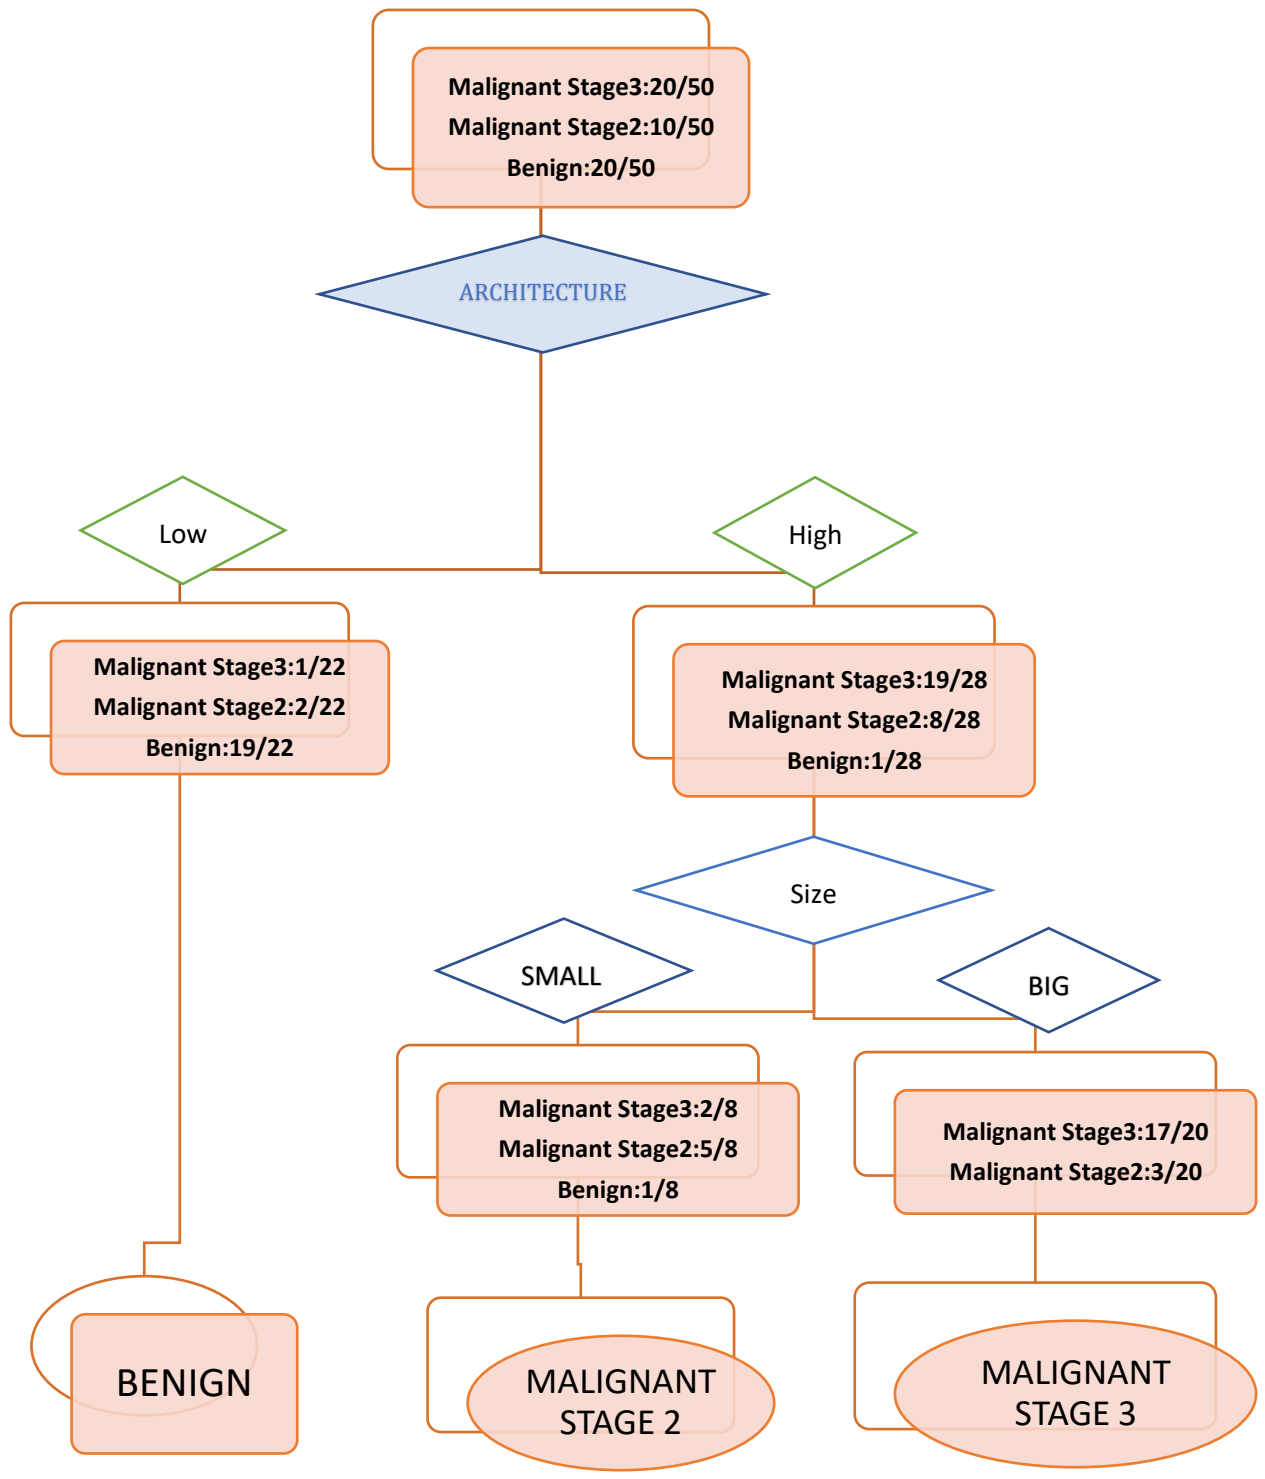 Malignant Stage3:20/50
Malignant Stage2:10/50
Benign:20/50
ARCHITECTURE
Low
High
Malignant Stage3:1/22
Malignant Stage2:2/22
Benign:19/22
Malignant Stage3:19/28
Malignant Stage2:8/28
Benign:1/28
Size
SMALL
BIG
Malignant Stage3:2/8
Malignant Stage2:5/8
Benign:1/8
Malignant Stage3:17/20
Malignant Stage2:3/20
BENIGN
MALIGNANT
STAGE 2
MALIGNANT
STAGE 3